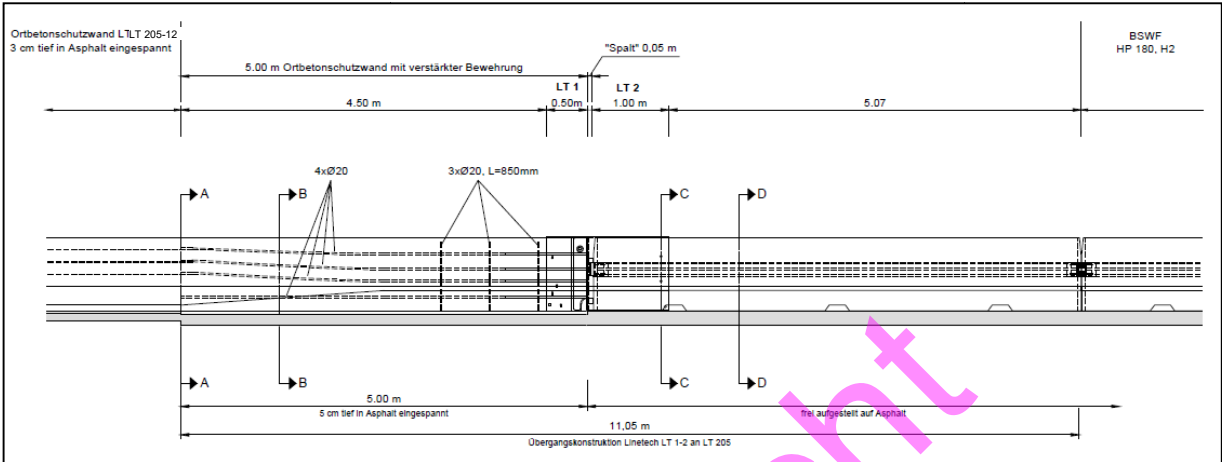 Ortbetonschutzwand LTLT 205-12
3 cm tief in Asphalt eingespannt
"Spalt" 0,05 m
BSWF
HP 180, H2
5.00 m Ortbetonschutzwand mit verstärkter Bewehrung
LT 1
LT 2
4.50 m
0.50m
1.00 m
5.07
4xØ20
3xØ20, L=850mm
A
B
C
D
A
B
C
D
5.00 m
5 cm tief in Asphalt eingespannt
frei aufgestellt auf Asphalt
11,05 m
Übergangskonstruktion Linetech LT 1-2 an LT 205
ht